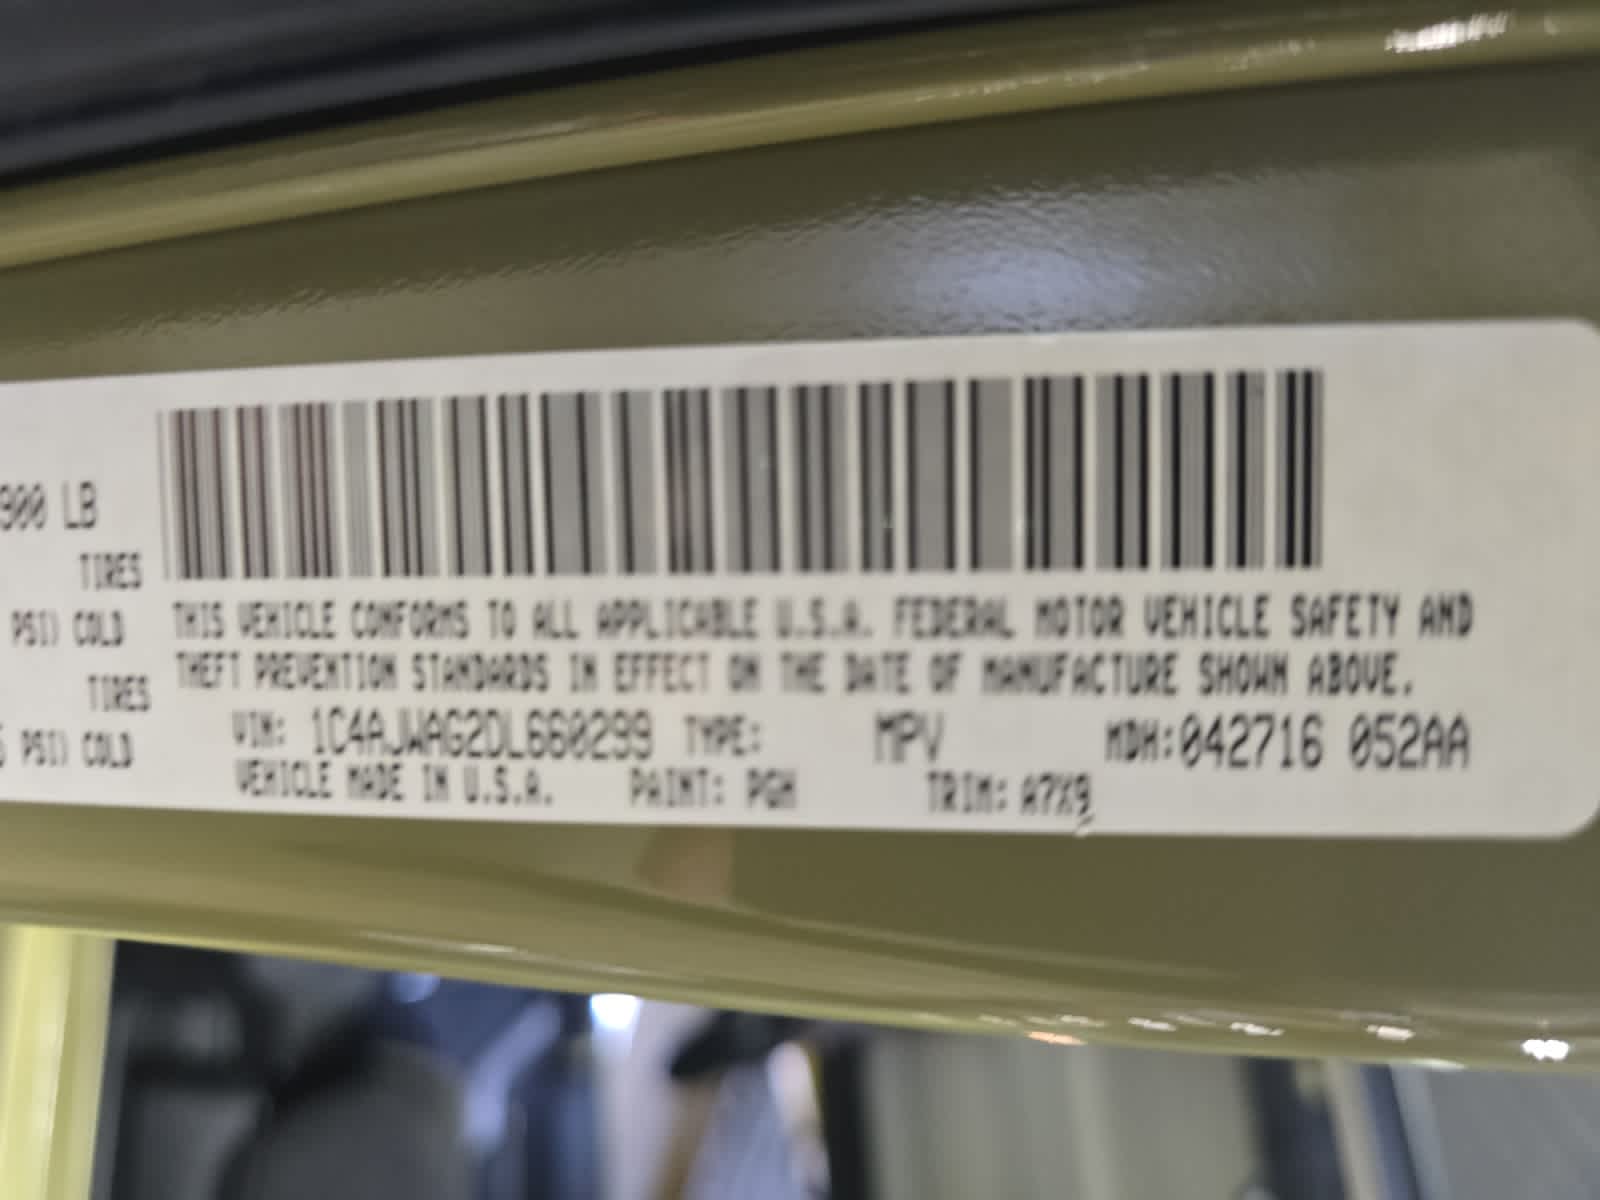 900 LB
TIRES
PSI) COLD
TIRES
PSI) COLD
THIS VEHICLE CONFORMS TO ALL APPLICABLE U.S.A. FEDERAL MOTOR VEHICLE SAFETY AND
THEFT PREVENTION STANDARDS IN EFFECT ON THE DATE OF MANUFACTURE SHOWN ABOVE.
VIN: 1C4AJWAG2DL660299 TYPE: MPV MDH:042716 052AA
VEHICLE MADE IN U.S.A. PAINT: PGH TRIM: A7X9